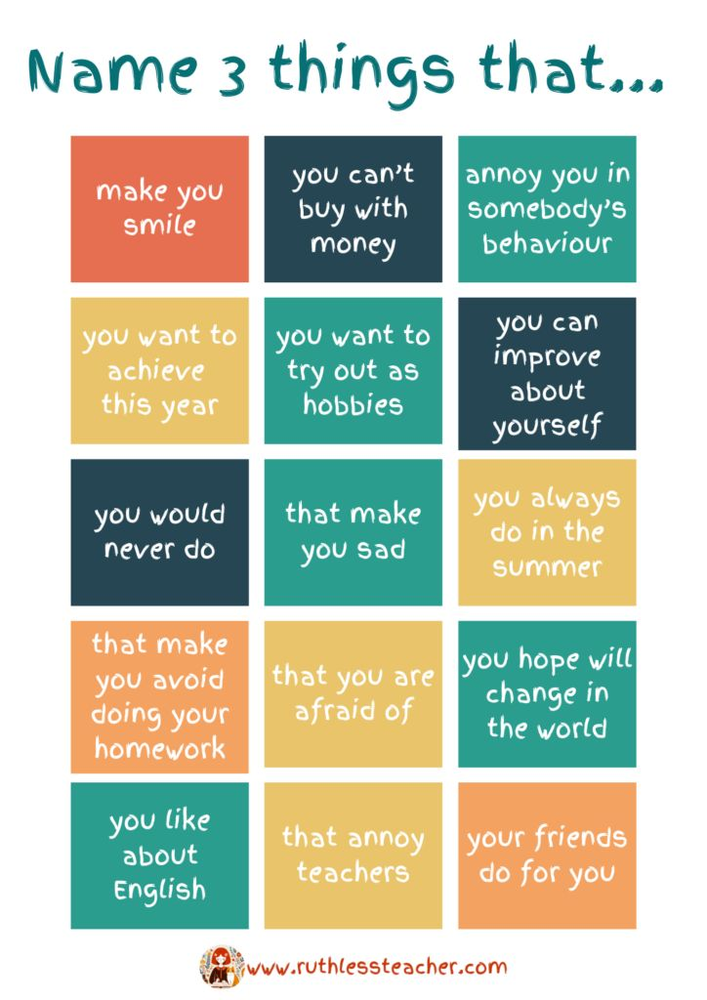 Name 3 things that...
make you
smile
you can't
buy with
money
annoy you in
somebody's
behaviour
you want to
achieve
this year
you want to
try out as
hobbies
you can
improve
about
yourself
you would
never do
that make
you sad
you always
do in the
summer
that make
you avoid
doing your
homework
that you are
afraid of
you hope will
change in
the world
you like
about
English
that annoy
teachers
your friends
do for you
www.ruthlessteacher.com